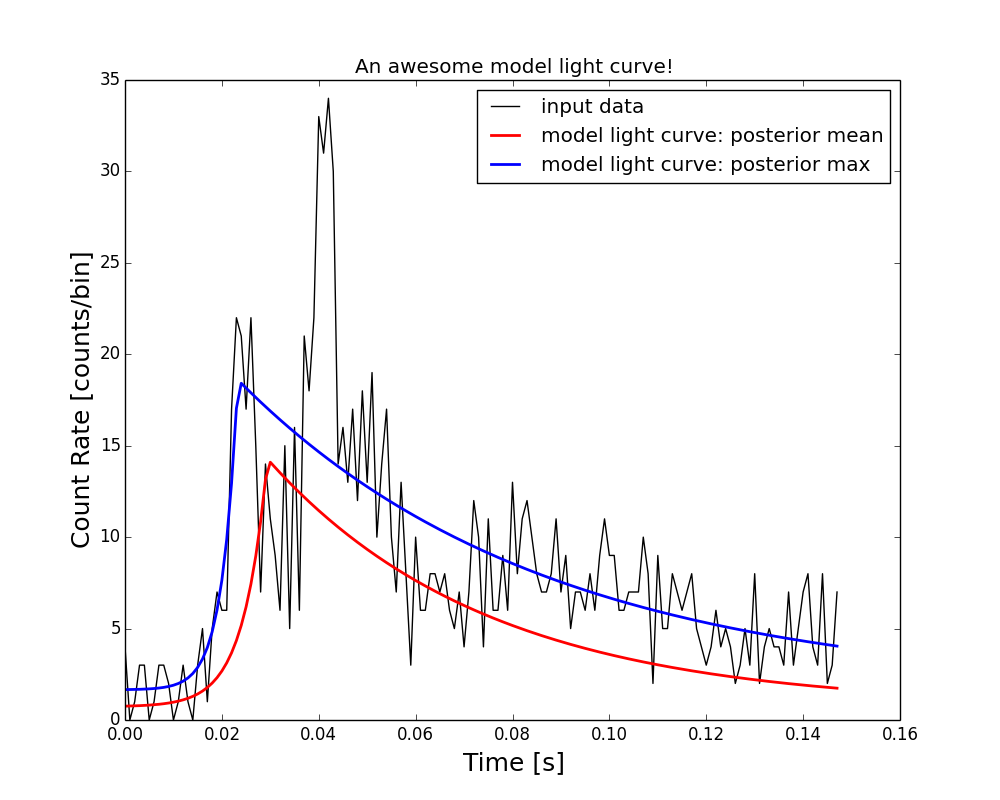 An awesome model light curve!
input data
model light curve: posterior mean
model light curve: posterior max
Count Rate [counts/bin]
35
30
25
20
15
10
5
0
0.00 0.02 0.04 0.06 0.08 0.10 0.12 0.14 0.16
Time [s]